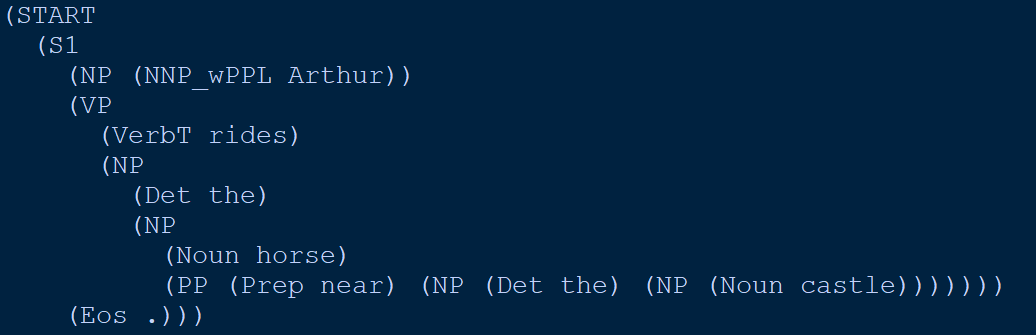 (START
(S1
(NP (NNP_wPPL Arthur))
(VP
(VerbT rides)
(NP
(Det the)
(NP
(Noun horse)
(PP (Prep near) (NP (Det the) (NP (Noun castle)))))))
(Eos .)))